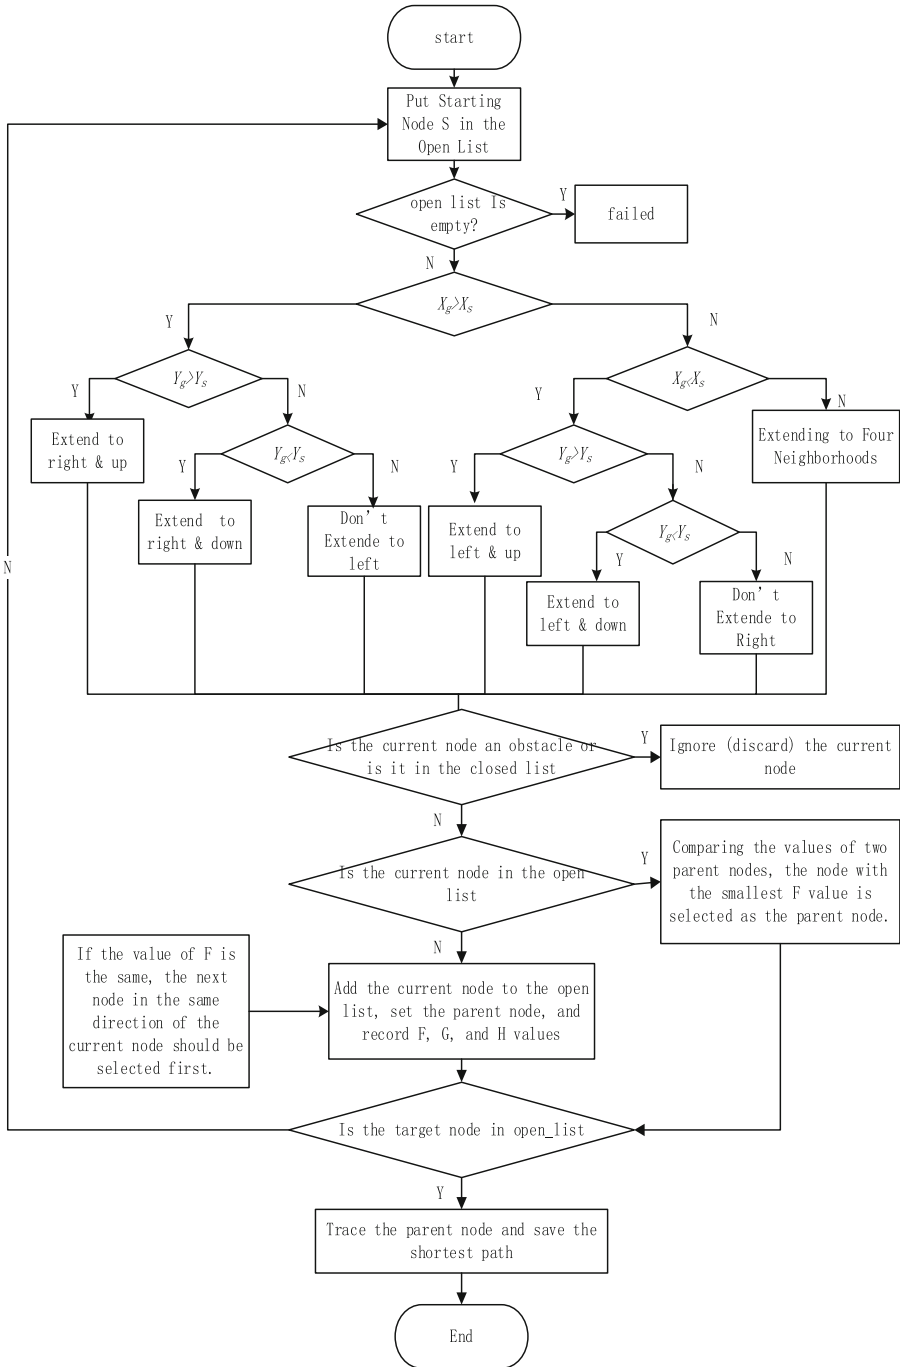 start
Put Starting
Node S in the
Open List
open list Is
empty?
Y
failed
N
Xg>Xs
Y
N
Yg>Ys
Xg<Xs
Y
N
Y
N
Extend to
right & up
Yg<Ys
Yg>Ys
Extending to Four
Neighborhoods
Y
N
Y
N
Extend to
right & down
Don't
Extende to
left
Extend to
left & up
Yg<Ys
Y
N
N
Extend to
left & down
Don't
Extende to
Right
Is the current node an obstacle or
is it in the closed list
Y
Ignore (discard) the current
node
N
Is the current node in the open
list
Y
Comparing the values of two
parent nodes, the node with
the smallest F value is
selected as the parent node.
N
If the value of F is
the same, the next
node in the same
direction of the
current node should be
selected first.
Add the current node to the open
list, set the parent node, and
record F, G, and H values
Is the target node in open_list
Y
Trace the parent node and save the
shortest path
End